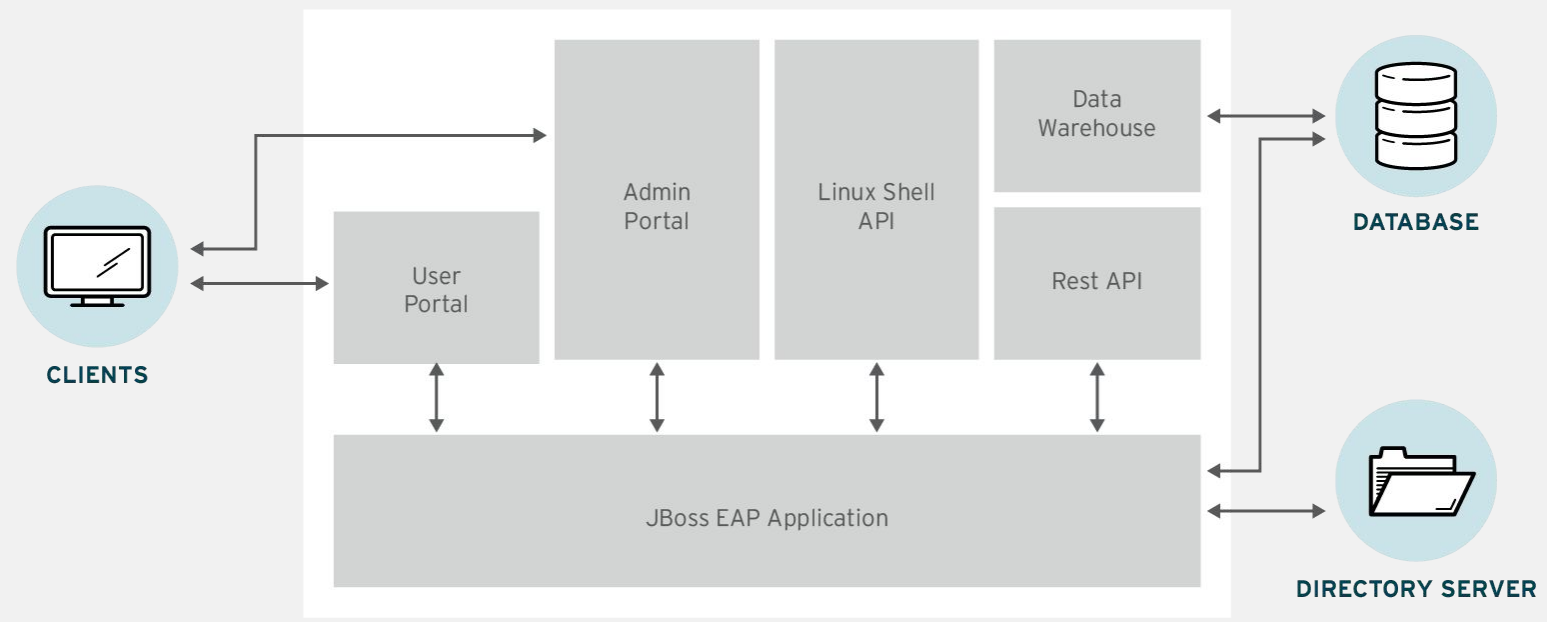 CLIENTS
User
Portal
Admin
Portal
Linux Shell
API
Data
Warehouse
Rest API
JBoss EAP Application
DATABASE
DIRECTORY SERVER